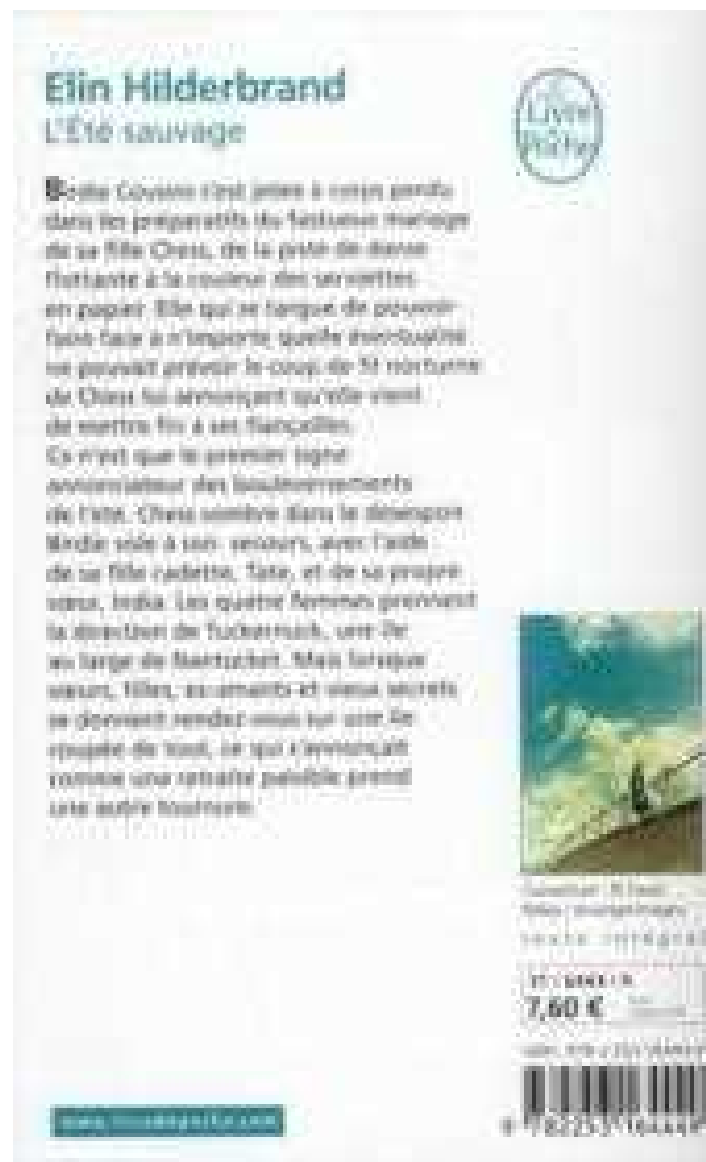 Elin Hilderbrand
L'Été sauvage
Le Livre de Poche
Birdie Cousins s'est jetée à corps perdu
dans les préparatifs du fastueux mariage
de sa fille Chess, de la piste de danse
flottante à la couleur des serviettes
en papier. Elle qui se targue de pouvoir
faire face à n'importe quelle éventualité
ne pouvait prévoir le coup de fil nocturne
de Chess lui annonçant qu'elle vient
de mettre fin à ses fiançailles.
Ce n'est que le premier signe
annonciateur des bouleversements
de l'été. Chess sombre dans le désespoir.
Birdie vole à son secours, avec l'aide
de sa fille cadette, Tate, et de sa propre
sœur, India. Les quatre femmes prennent
la direction de Tuckernuck, une île
au large de Nantucket. Mais lorsque
sœurs, filles, ex-amants et vieux secrets
se donnent rendez-vous sur une île
coupée de tout, ce qui s'annonçait
comme une retraite paisible prend
une autre tournure.
texte intégral
7,60 €
www.livredepoche.com